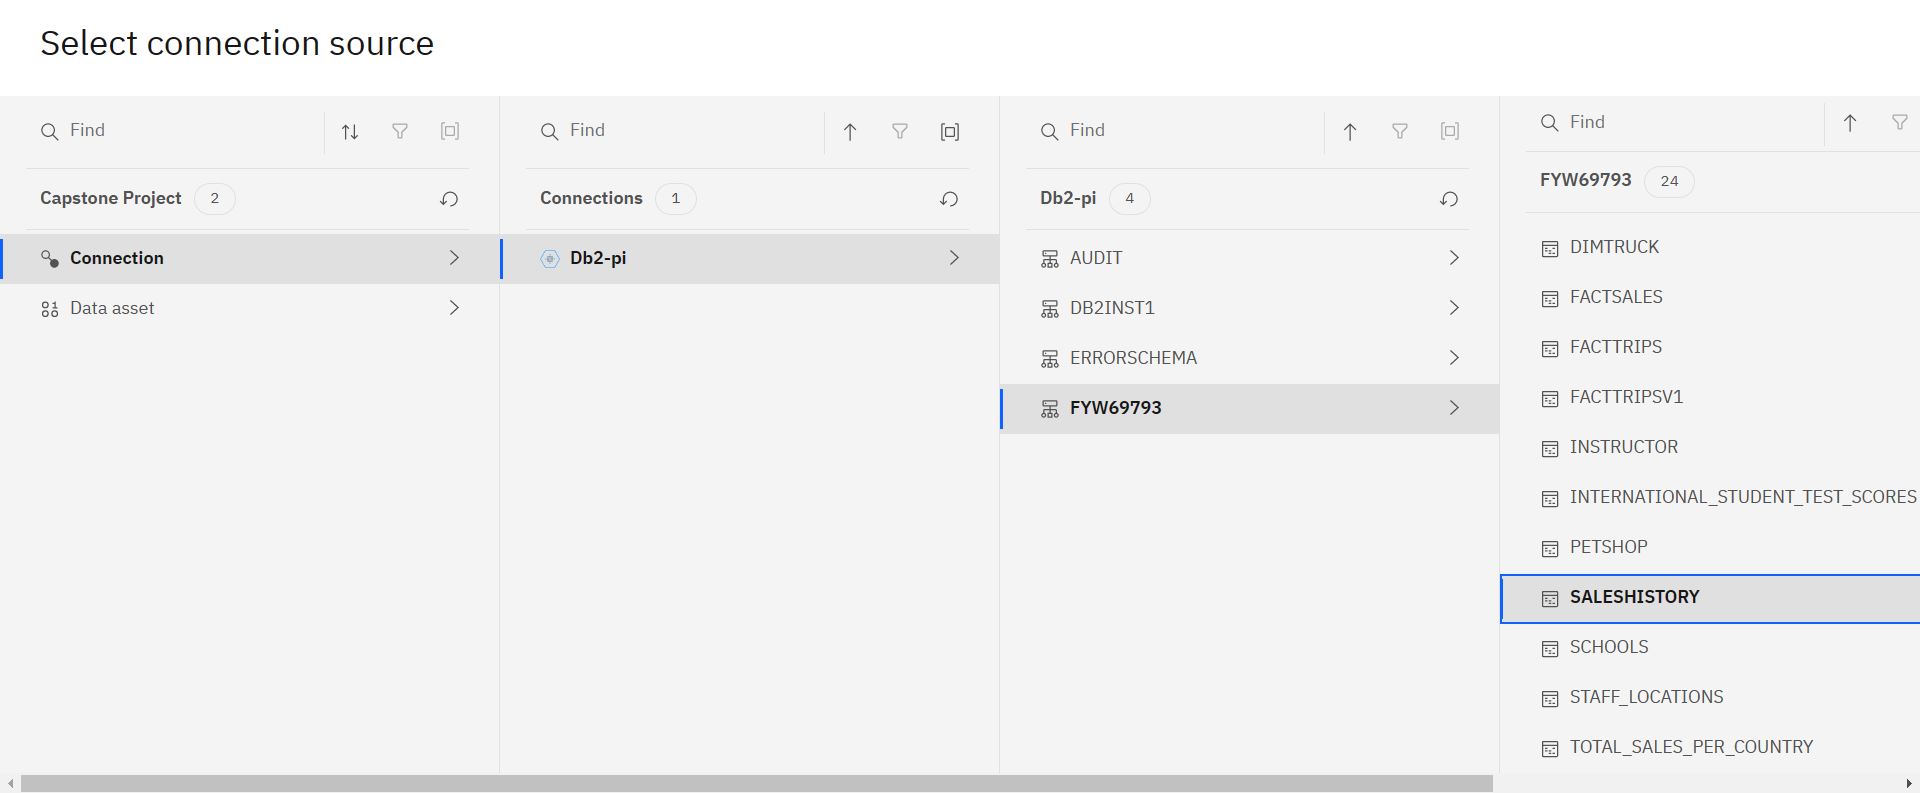 Select connection source
Find
Capstone Project 2
Connection
Data asset
Find
Connections 1
Db2-pi
Find
Db2-pi 4
AUDIT
DB2INST1
ERRORSCHEMA
FYW69793
Find
FYW69793 24
DIMTRUCK
FACTSALES
FACTTRIPS
FACTTRIPSV1
INSTRUCTOR
INTERNATIONAL_STUDENT_TEST_SCORES
PETSHOP
SALESHISTORY
SCHOOLS
STAFF_LOCATIONS
TOTAL_SALES_PER_COUNTRY